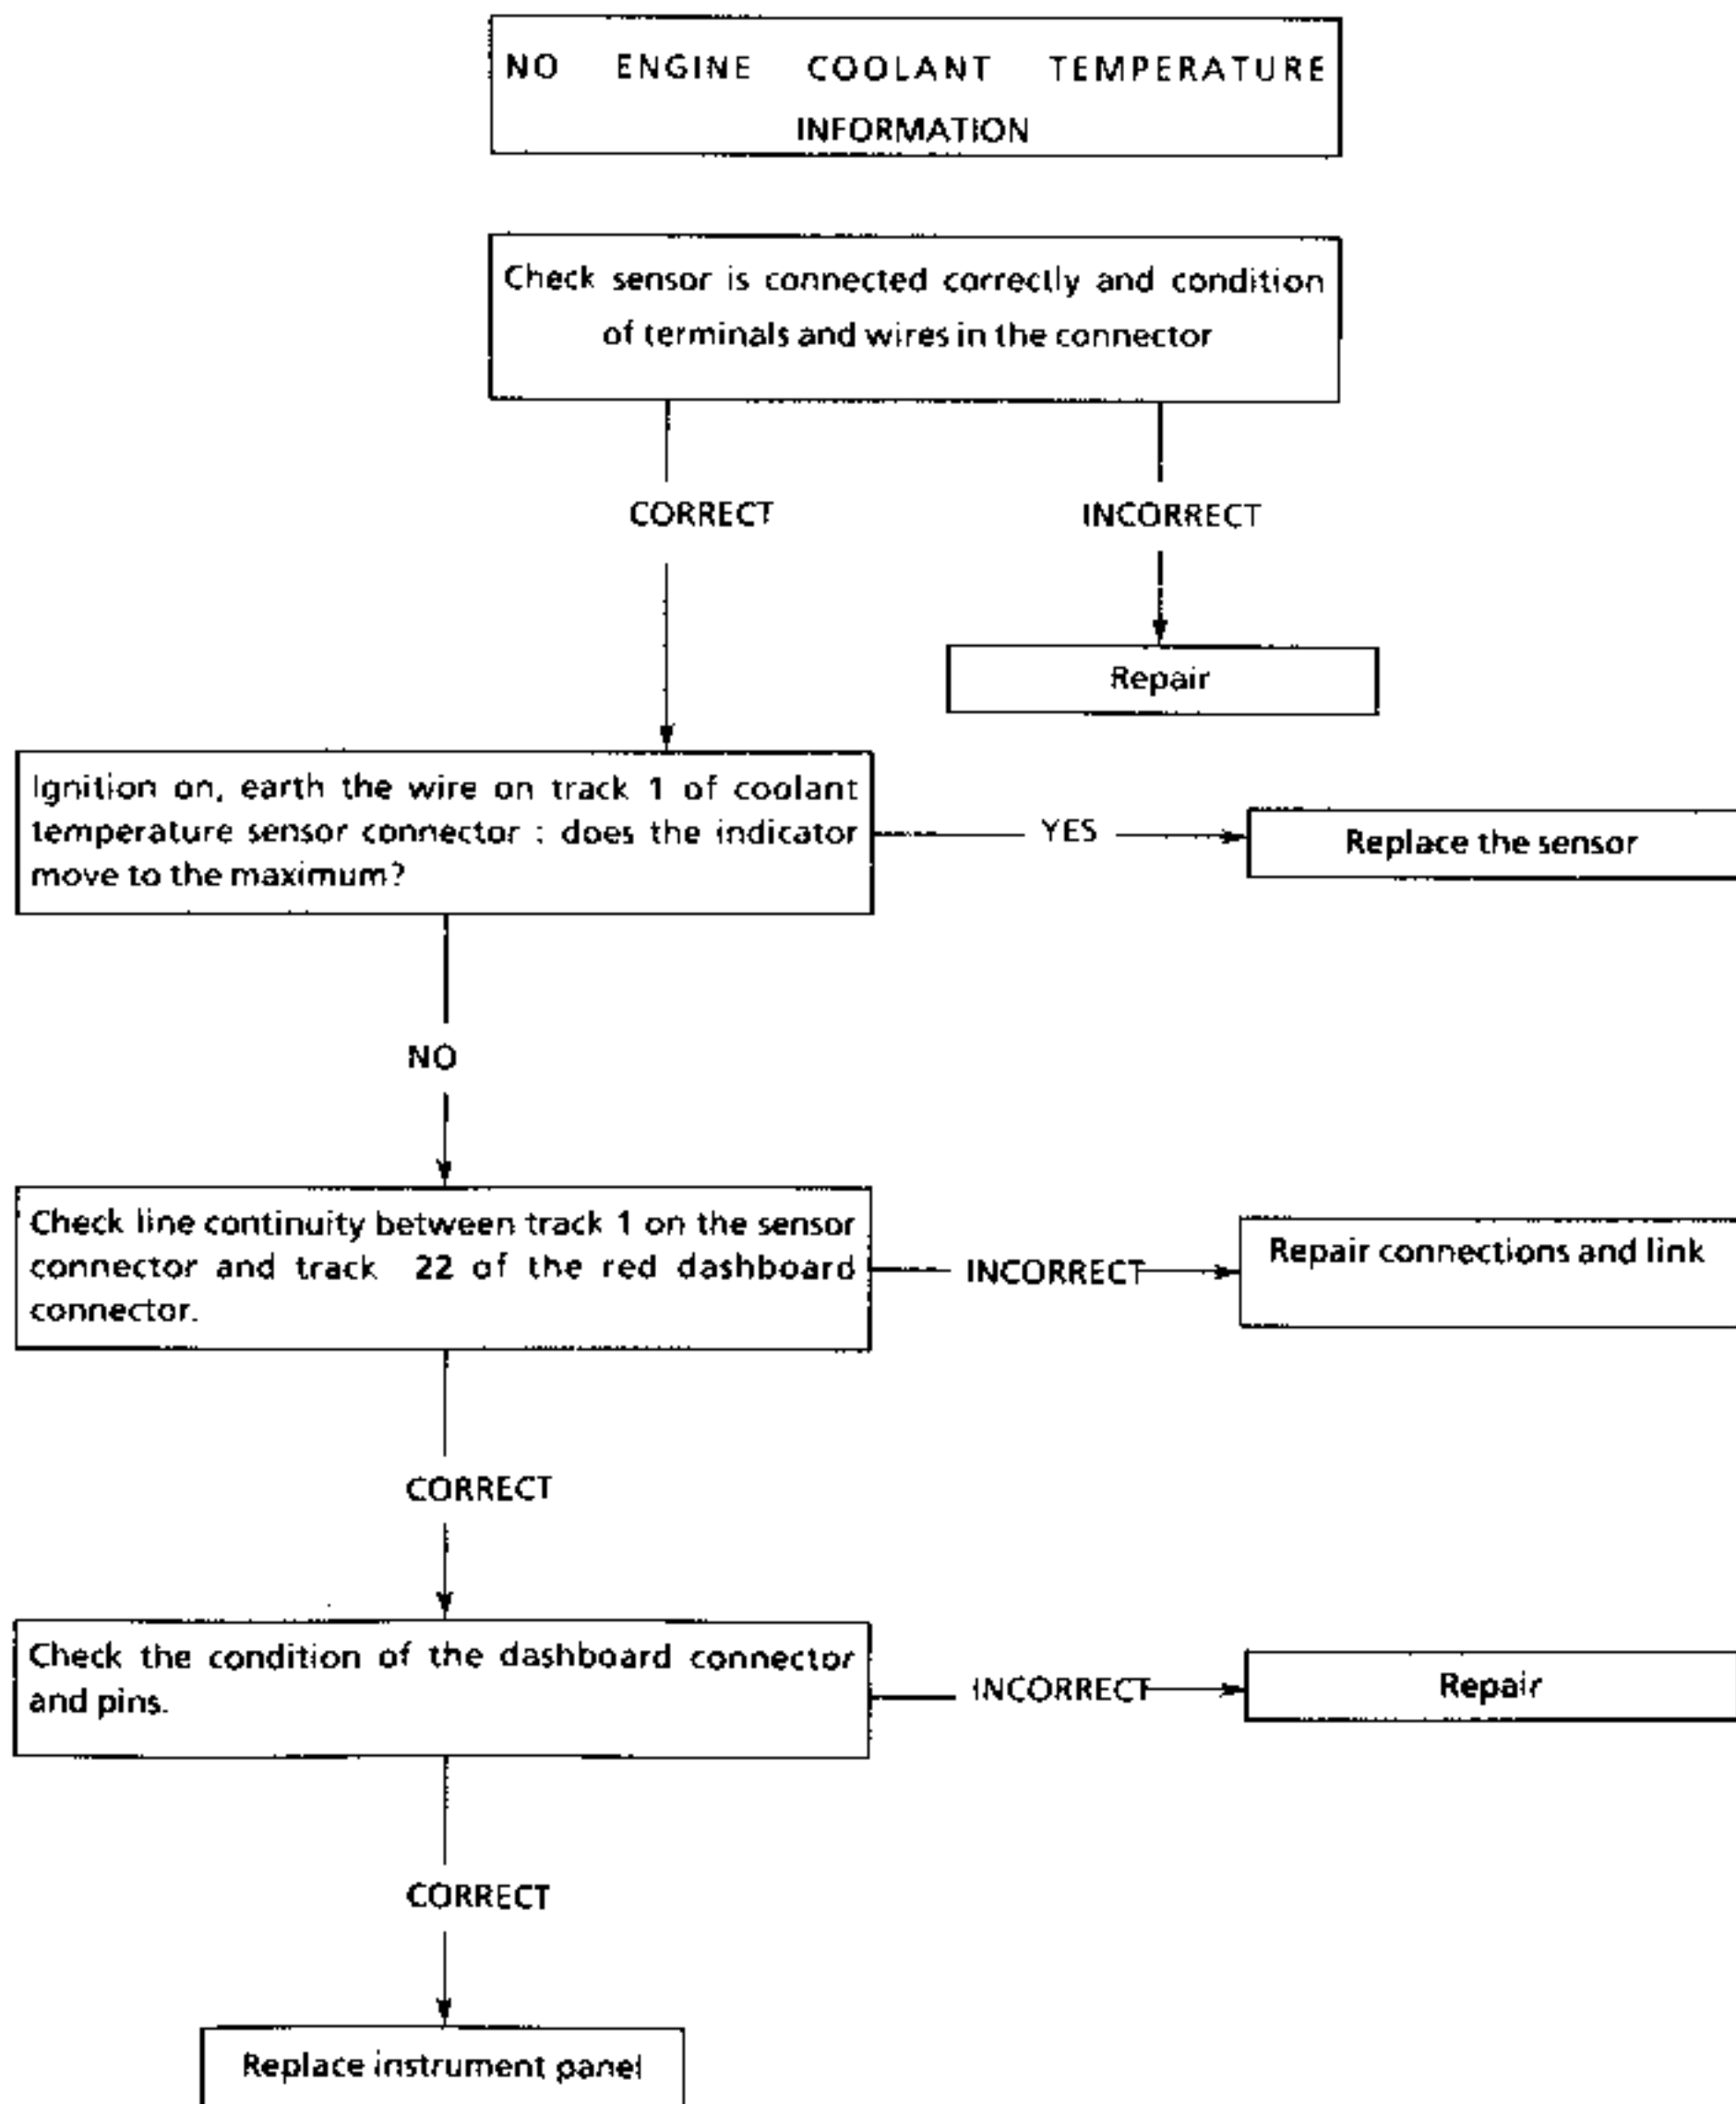 NO ENGINE COOLANT TEMPERATURE
INFORMATION
Check sensor is connected correctly and condition
of terminals and wires in the connector
CORRECT
INCORRECT
Repair
Ignition on, earth the wire on track 1 of coolant
temperature sensor connector : does the indicator
move to the maximum?
YES
Replace the sensor
NO
Check line continuity between track 1 on the sensor
connector and track 22 of the red dashboard
connector.
INCORRECT
Repair connections and link
CORRECT
Check the condition of the dashboard connector
and pins.
INCORRECT
Repair
CORRECT
Replace instrument panel